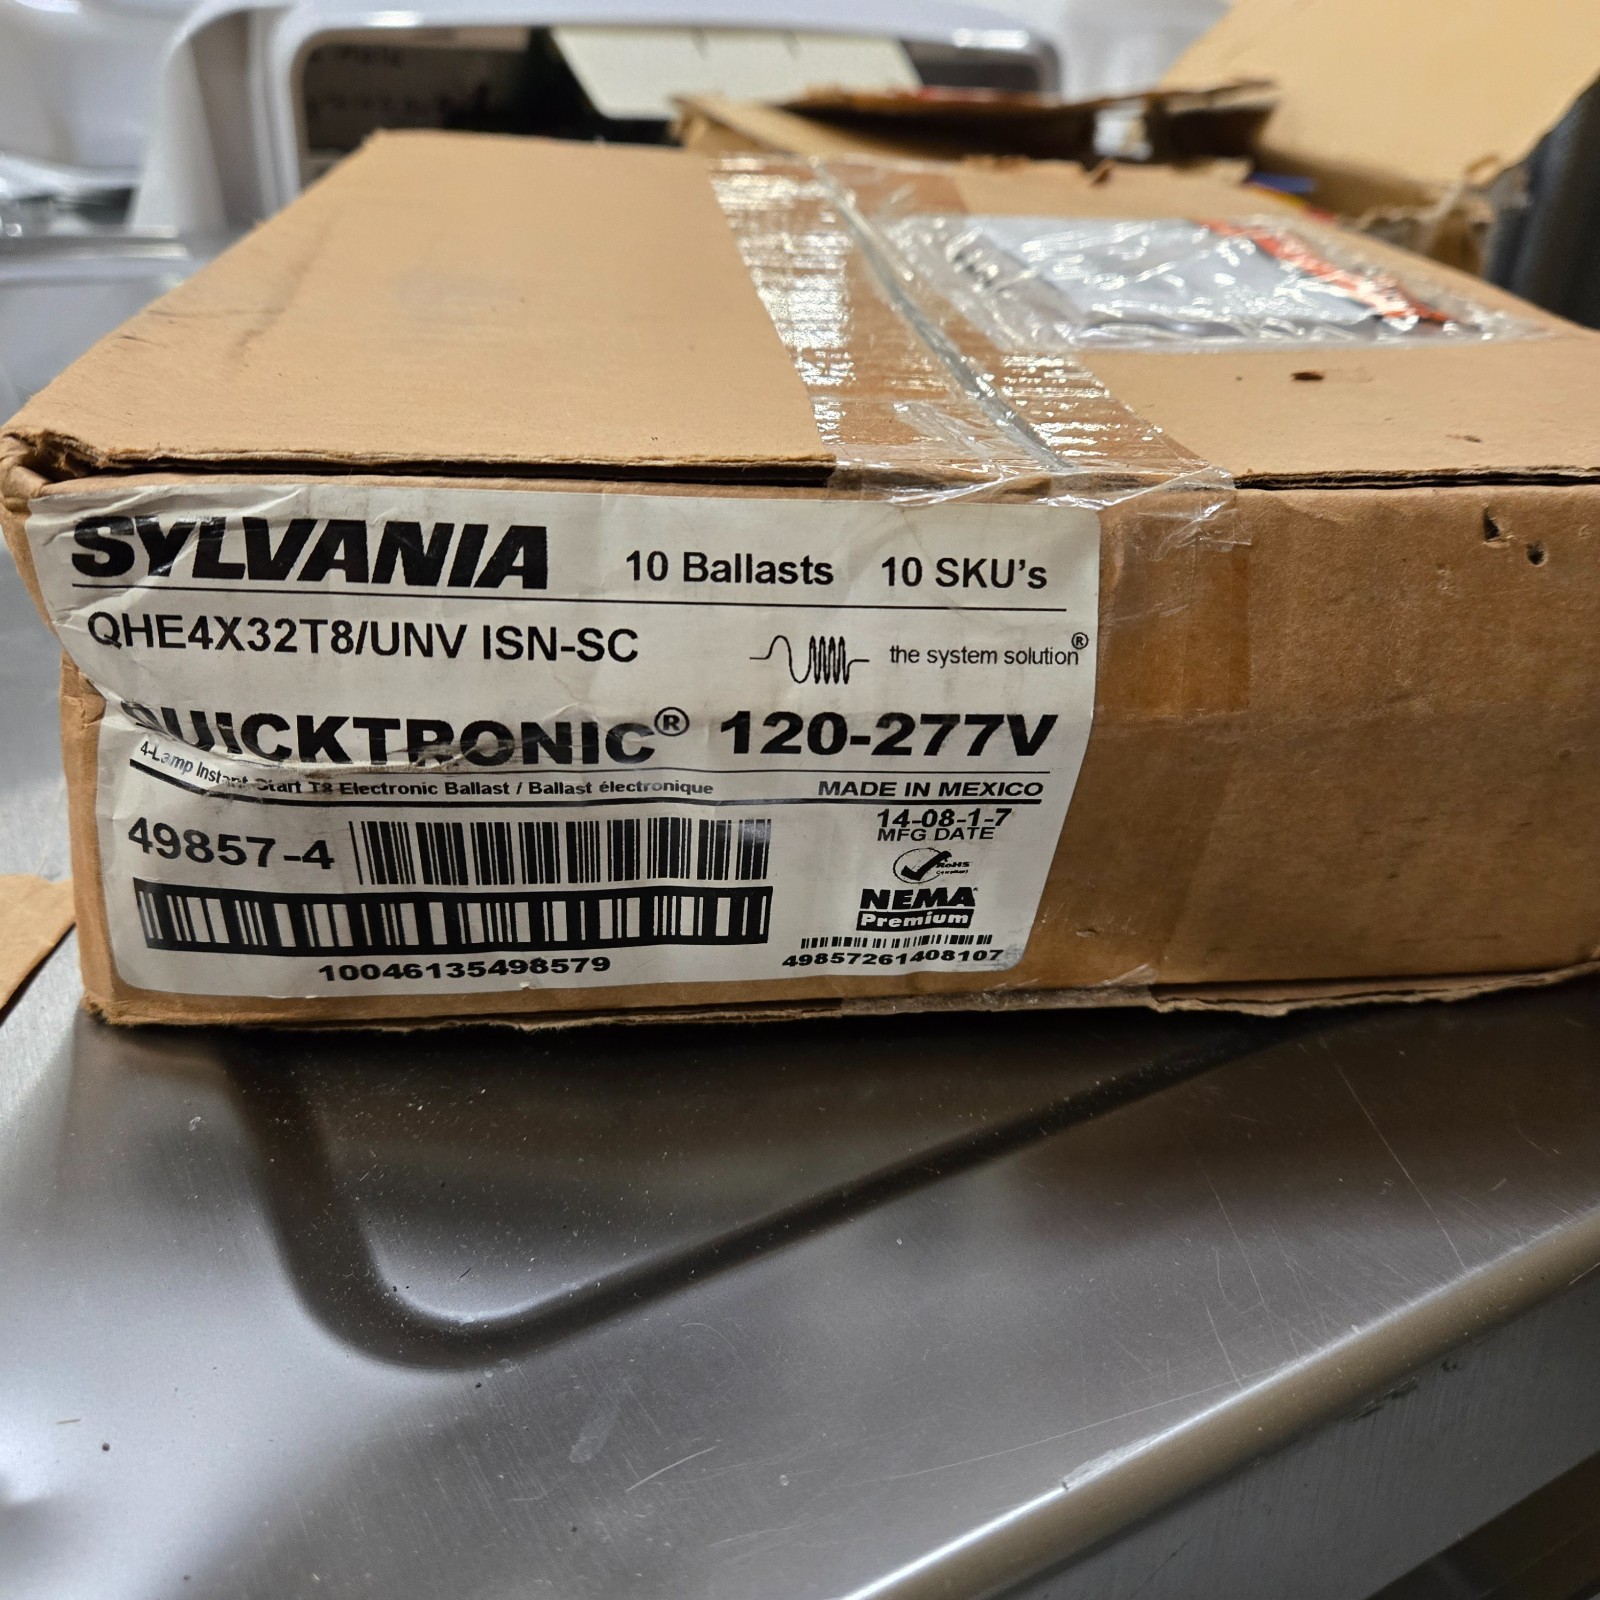 SYLVANIA 10 Ballasts 10 SKU's
QHE4X32T8/UNV ISN-SC the system solution®
QUICKTRONIC® 120-277V
4-Lamp Instant Start T8 Electronic Ballast / Ballast électronique MADE IN MEXICO
49857-4 14-08-1-7
MFG DATE
RoHS
NEMA
Premium
10046135498579 49857261408107